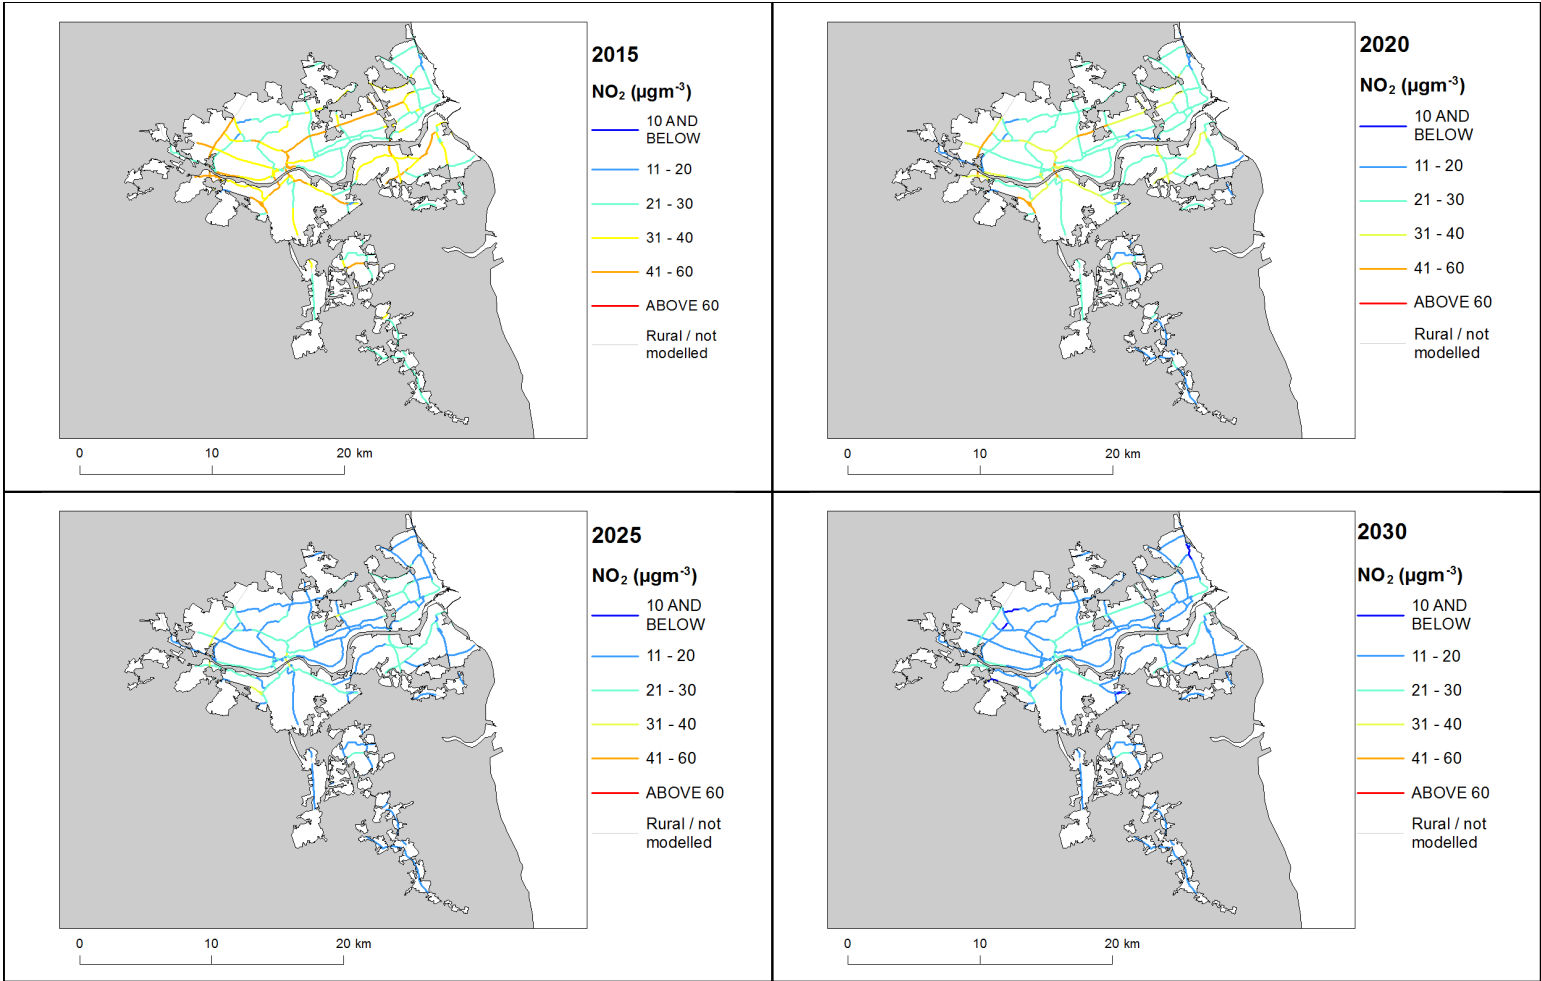 2015
NO₂ (µgm⁻³)
10 AND
BELOW
11 - 20
21 - 30
31 - 40
41 - 60
ABOVE 60
Rural / not
modelled
0 10 20 km
2020
NO₂ (µgm⁻³)
10 AND
BELOW
11 - 20
21 - 30
31 - 40
41 - 60
ABOVE 60
Rural / not
modelled
0 10 20 km
2025
NO₂ (µgm⁻³)
10 AND
BELOW
11 - 20
21 - 30
31 - 40
41 - 60
ABOVE 60
Rural / not
modelled
0 10 20 km
2030
NO₂ (µgm⁻³)
10 AND
BELOW
11 - 20
21 - 30
31 - 40
41 - 60
ABOVE 60
Rural / not
modelled
0 10 20 km